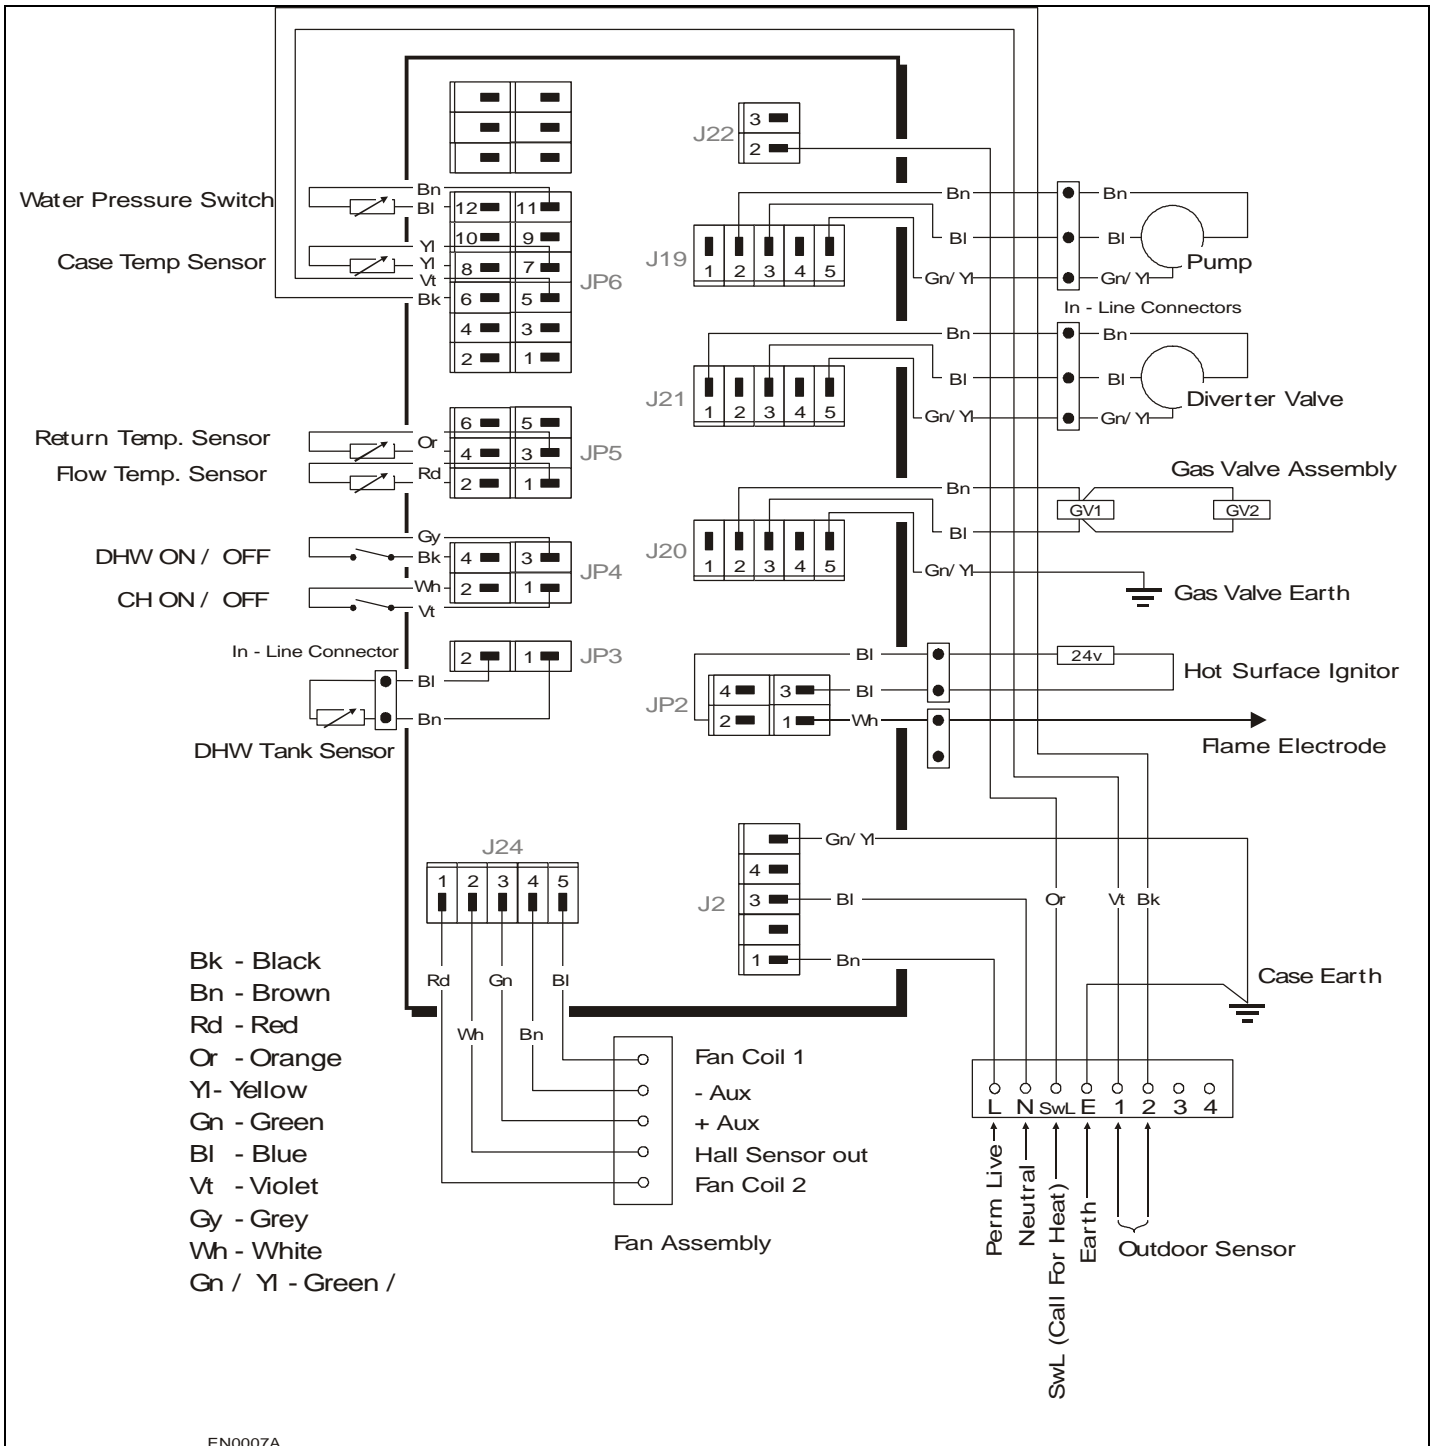 J22
3
2
Water Pressure Switch
Bn
Bl
12
11
10
9
Case Temp Sensor
Yl
Yl
8
7
Vt
Bk
6
5
4
3
2
1
JP6
J19
1 2 3 4 5
Bn
Bl
Gn/ Yl
Bn
Bl
Gn/ Yl
Pump
In - Line Connectors
J21
1 2 3 4 5
Bn
Bl
Gn/ Yl
Bn
Bl
Gn/ Yl
Diverter Valve
Return Temp. Sensor
Or
Flow Temp. Sensor
Rd
6 5
4 3
2 1
JP5
Gas Valve Assembly
J20
1 2 3 4 5
Bn
Bl
Gn/ Yl
GV1
GV2
Gas Valve Earth
DHW ON / OFF
Gy
Bk
CH ON / OFF
Wh
Vt
4 3
2 1
JP4
In - Line Connector
2 1
JP3
Bl
Bn
DHW Tank Sensor
JP2
4 3
2 1
Bl
Bl
Wh
24v
Hot Surface Ignitor
Flame Electrode
J24
1 2 3 4 5
Rd
Wh
Gn
Bn
Bl
J2
4
3
1
Gn/ Yl
Bl
Bn
Or
Vt
Bk
Case Earth
Bk - Black
Bn - Brown
Rd - Red
Or - Orange
Yl- Yellow
Gn - Green
Bl - Blue
Vt - Violet
Gy - Grey
Wh - White
Gn / Yl - Green /
Fan Coil 1
- Aux
+ Aux
Hall Sensor out
Fan Coil 2
Fan Assembly
L N SwL E 1 2 3 4
Perm Live
Neutral
SwL (Call For Heat)
Earth
Outdoor Sensor
EN0007A